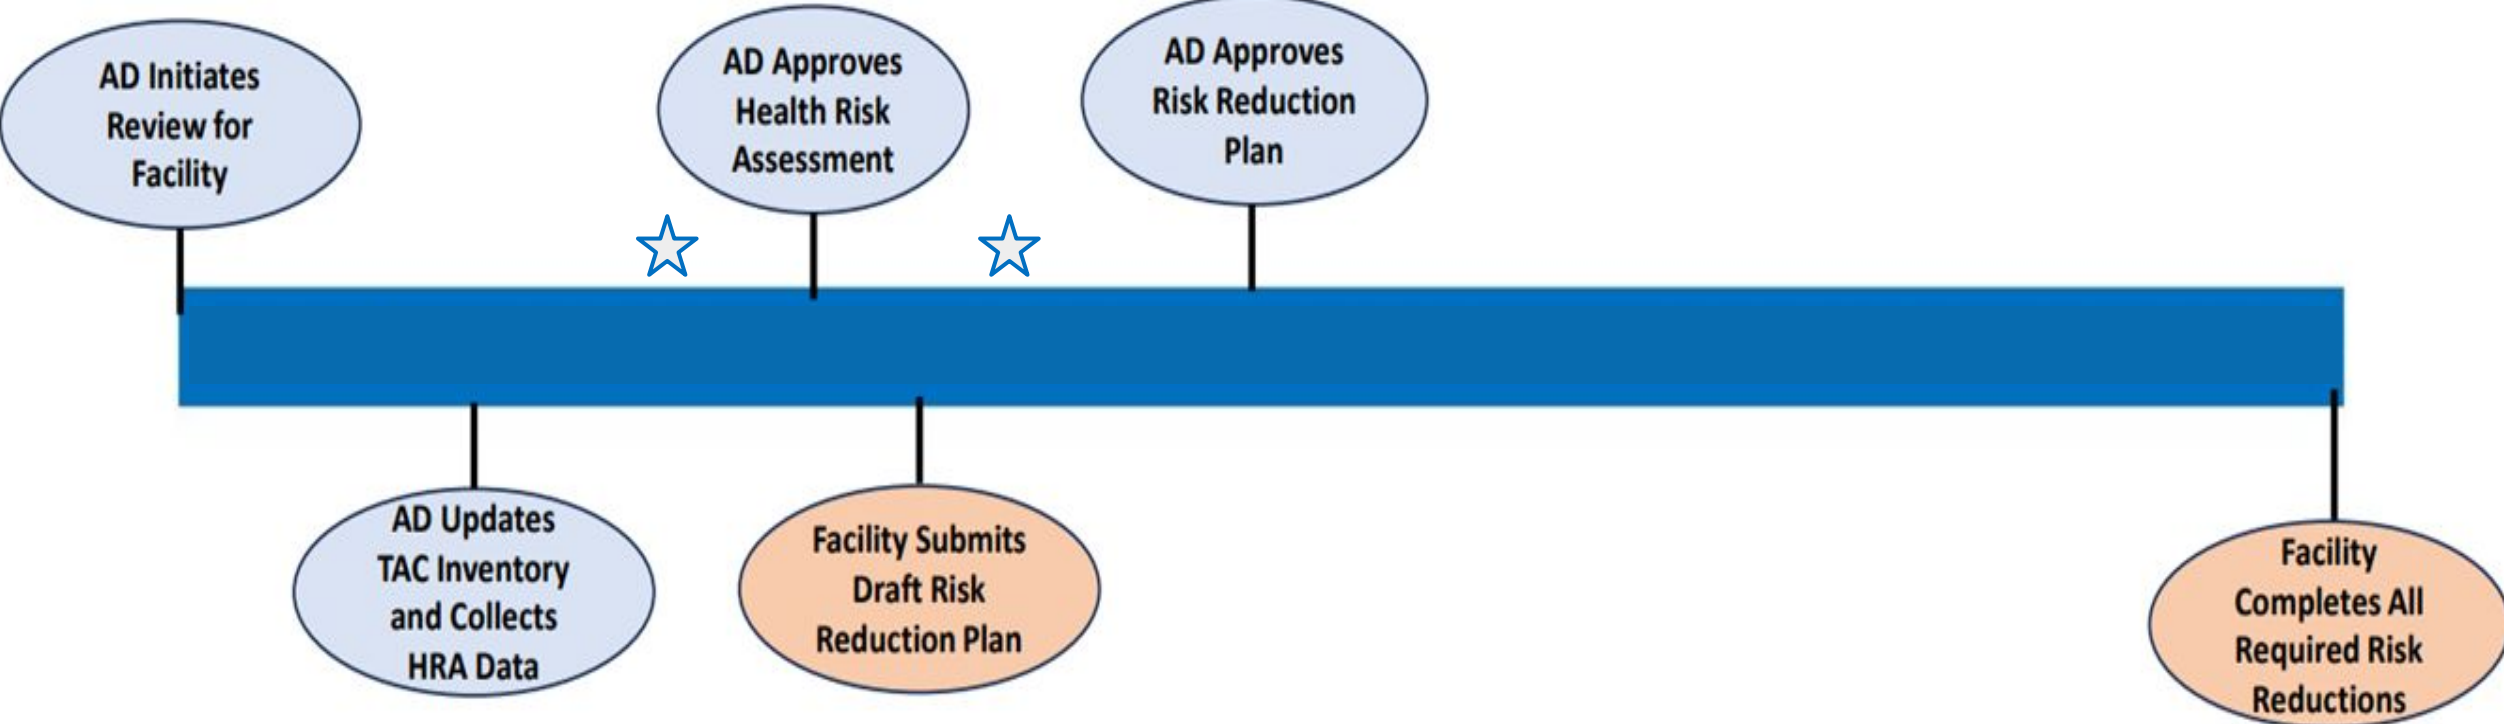 AD Initiates
Review for
Facility
AD Approves
Health Risk
Assessment
AD Approves
Risk Reduction
Plan
AD Updates
TAC Inventory
and Collects
HRA Data
Facility Submits
Draft Risk
Reduction Plan
Facility
Completes All
Required Risk
Reductions